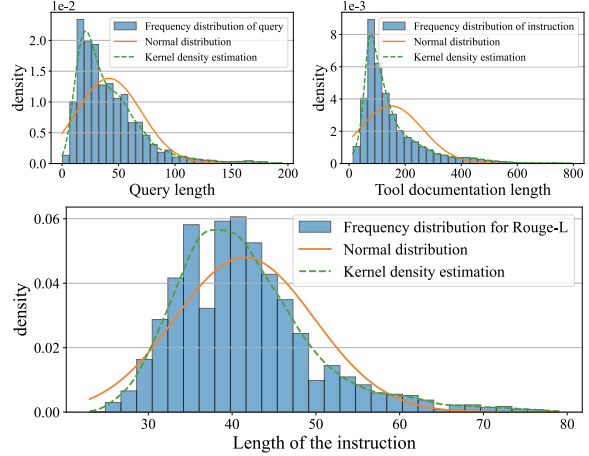 1e-2
Frequency distribution of query
Normal distribution
Kernel density estimation
2.0
1.5
1.0
0.5
0.0
density
0 50 100 150 200
Query length
1e-3
Frequency distribution of instruction
Normal distribution
Kernel density estimation
8
6
4
2
0
density
0 200 400 600 800
Tool documentation length
Frequency distribution for Rouge-L
Normal distribution
Kernel density estimation
0.06
0.04
0.02
0.00
density
30 40 50 60 70 80
Length of the instruction